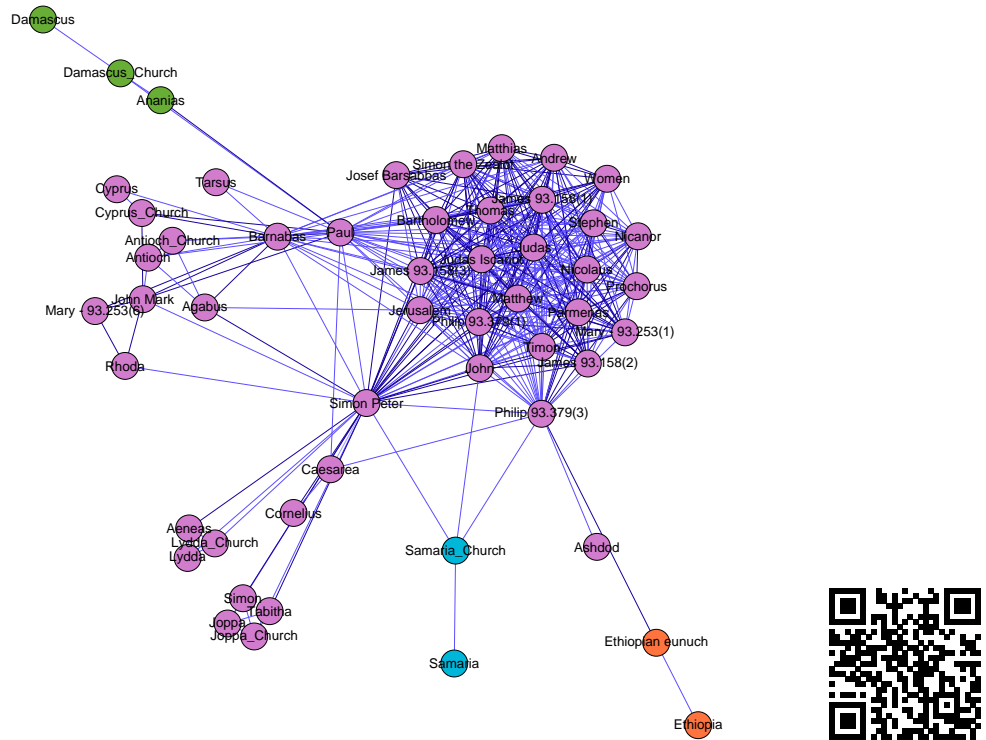 Damascus
Damascus_Church
Ananias
Matthias
Simon the Zealot
Andrew
Josef Barsabbas
Women
Tarsus
Cyprus
James 93.158(1)
Cyprus_Church
Thomas
Bartholomew
Stephen
Barnabas
Paul
Nicanor
Antioch_Church
Judas
Antioch
Judas Iscariot
James 93.158(3)
Nicolaus
Prochorus
John Mark
Matthew
Agabus
Mary - 93.253(6)
Jerusalem
Parmenas
Philip 93.379(1)
Mary - 93.253(1)
Timon
James 93.158(2)
Rhoda
John
Simon Peter
Philip 93.379(3)
Caesarea
Cornelius
Aeneas
Lydda_Church
Lydda
Samaria_Church
Ashdod
Simon
Tabitha
Joppa
Joppa_Church
Ethiopian eunuch
Samaria
Ethiopia